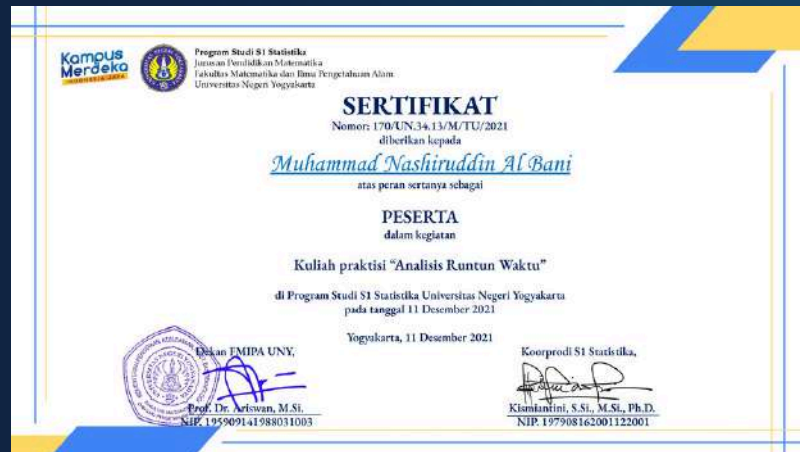 Kampus
Merdeka
INDONESIA JAYA
Program Studi S1 Statistika
Jurusan Pendidikan Matematika
Fakultas Matematika dan Ilmu Pengetahuan Alam
Universitas Negeri Yogyakarta
SERTIFIKAT
Nomor: 170/UN.34.13/M/TU/2021
diberikan kepada
Muhammad Nashiruddin Al Bani
atas peran sertanya sebagai
PESERTA
dalam kegiatan
Kuliah praktisi “Analisis Runtun Waktu”
di Program Studi S1 Statistika Universitas Negeri Yogyakarta
pada tanggal 11 Desember 2021
Yogyakarta, 11 Desember 2021
Dekan FMIPA UNY,
Prof. Dr. Ariswan, M.Si.
NIP. 195909141988031003
Koorprodi S1 Statistika,
Kismiantini, S.Si., M.Si., Ph.D.
NIP. 197908162001122001